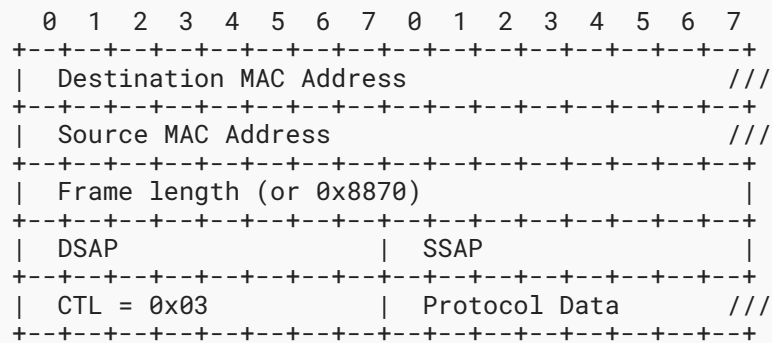 0 1 2 3 4 5 6 7 0 1 2 3 4 5 6 7
+--+--+--+--+--+--+--+--+--+--+--+--+--+--+--+--+
| Destination MAC Address ///
+--+--+--+--+--+--+--+--+--+--+--+--+--+--+--+--+
| Source MAC Address ///
+--+--+--+--+--+--+--+--+--+--+--+--+--+--+--+--+
| Frame length (or 0x8870) |
+--+--+--+--+--+--+--+--+--+--+--+--+--+--+--+--+
| DSAP | SSAP |
+--+--+--+--+--+--+--+--+--+--+--+--+--+--+--+--+
| CTL = 0x03 | Protocol Data ///
+--+--+--+--+--+--+--+--+--+--+--+--+--+--+--+--+